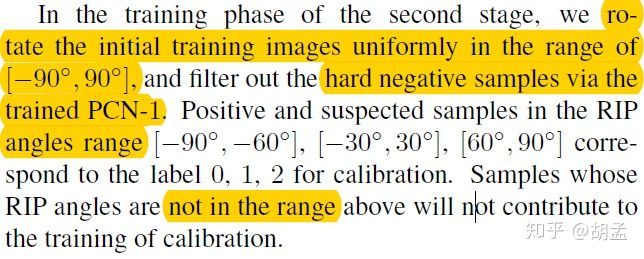 In the training phase of the second stage, we ro-
tate the initial training images uniformly in the range of
[−90°, 90°], and filter out the hard negative samples via the
trained PCN-1. Positive and suspected samples in the RIP
angles range [−90°, −60°], [−30°, 30°], [60°, 90°] corre-
spond to the label 0, 1, 2 for calibration. Samples whose
RIP angles are not in the range above will not contribute to
the training of calibration.
知乎 @胡孟